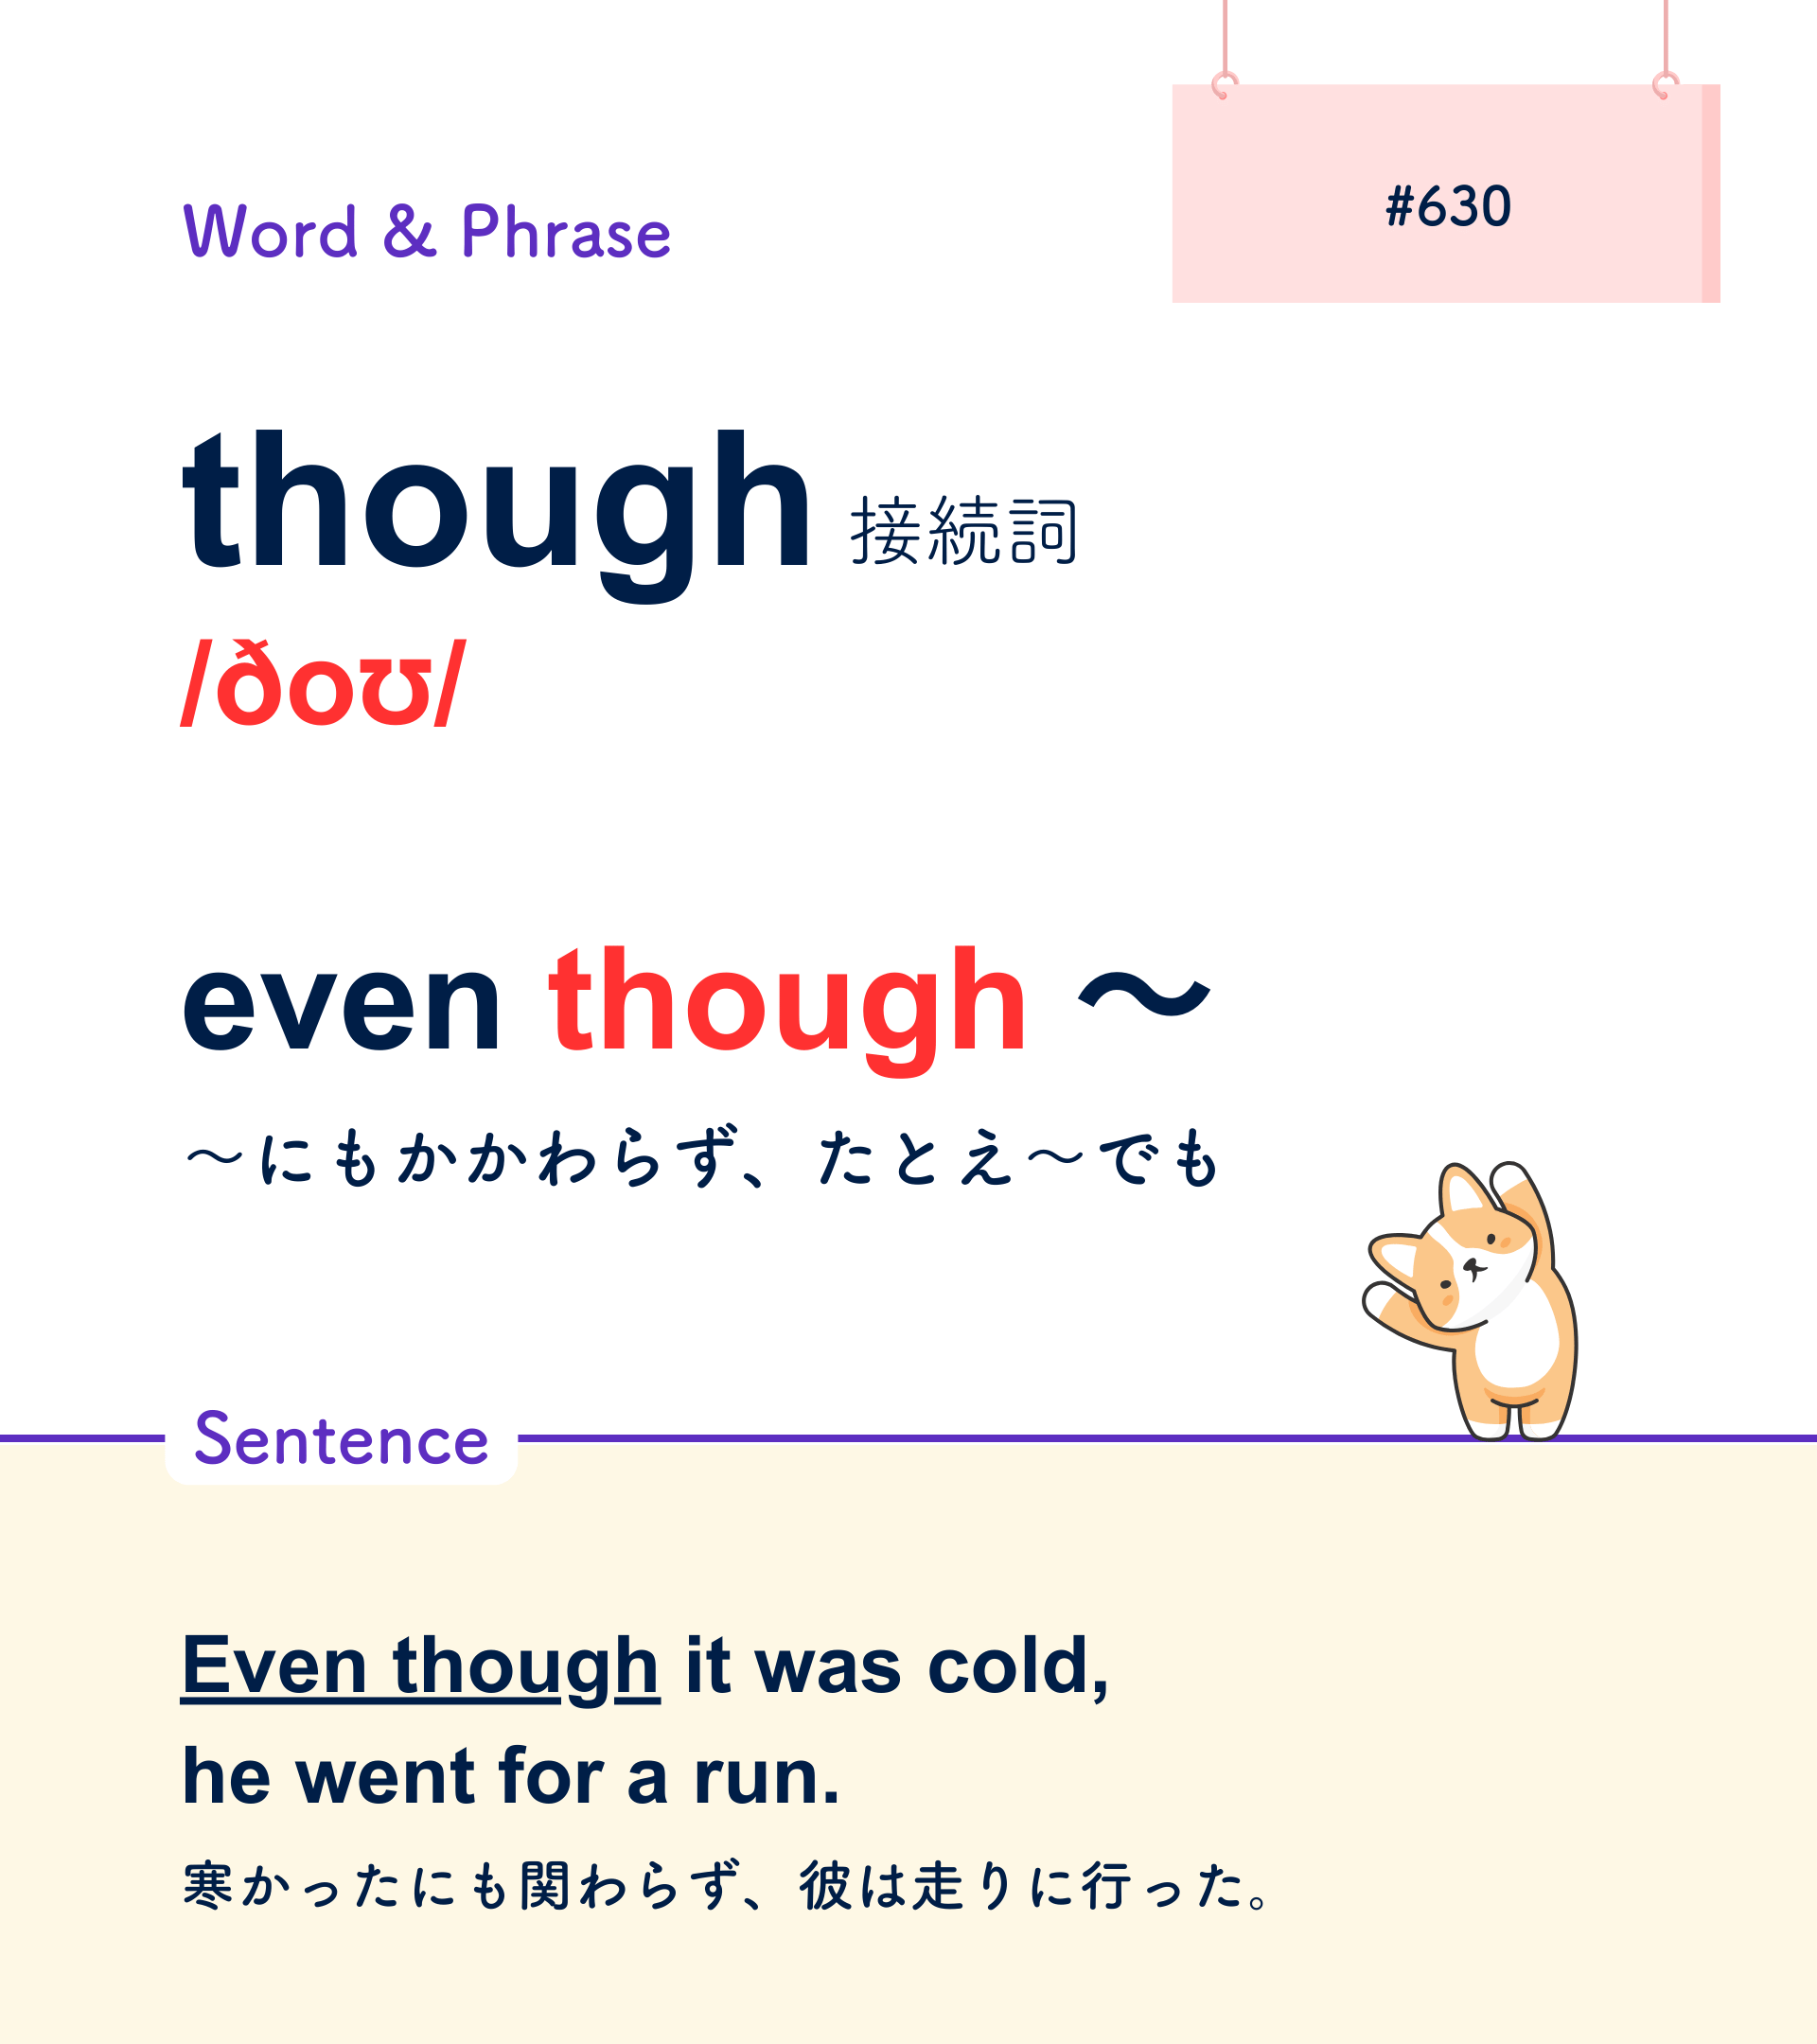 Word & Phrase
#630
though 接続詞
/ðoʊ/
even though 〜
〜にもかかわらず、たとえ〜でも
Sentence
Even though it was cold,
he went for a run.
寒かったにも関わらず、彼は走りに行った。